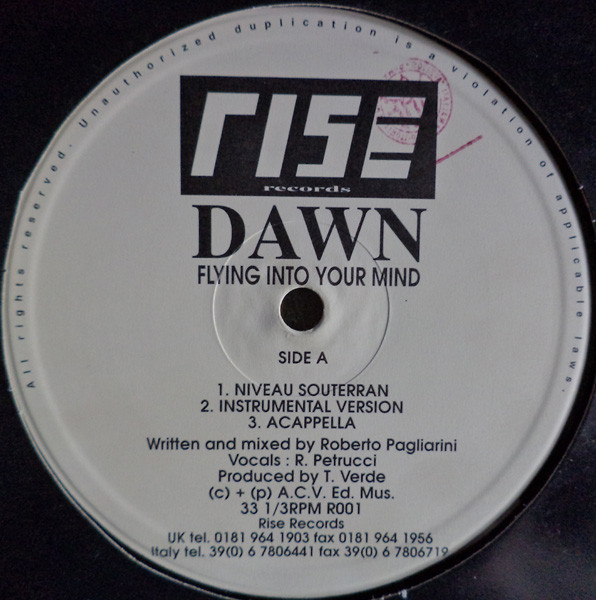 All rights reserved. Unauthorized duplication is a violation of applicable laws.
RISE
records
DAWN
FLYING INTO YOUR MIND
SIDE A
1. NIVEAU SOUTERRAN
2. INSTRUMENTAL VERSION
3. ACAPPELLA
Written and mixed by Roberto Pagliarini
Vocals : R. Petrucci
Produced by T. Verde
(c) + (p) A.C.V. Ed. Mus.
33 1/3RPM R001
Rise Records
UK tel. 0181 964 1903 fax 0181 964 1956
Italy tel. 39(0) 6 7806441 fax 39(0) 6 7806719